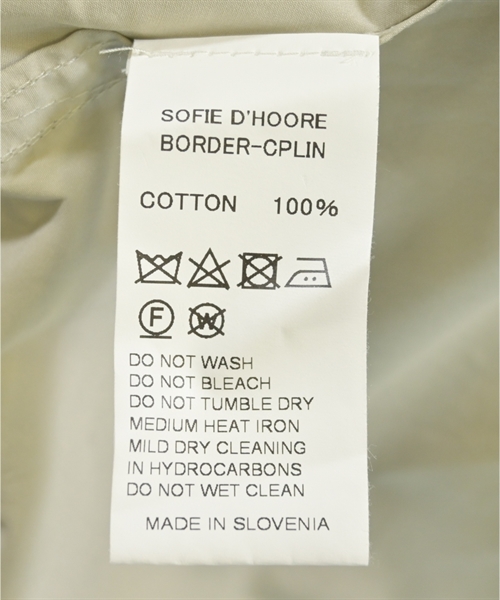 SOFIE D'HOORE
BORDER-CPLIN
COTTON 100%
F W
DO NOT WASH
DO NOT BLEACH
DO NOT TUMBLE DRY
MEDIUM HEAT IRON
MILD DRY CLEANING
IN HYDROCARBONS
DO NOT WET CLEAN
MADE IN SLOVENIA